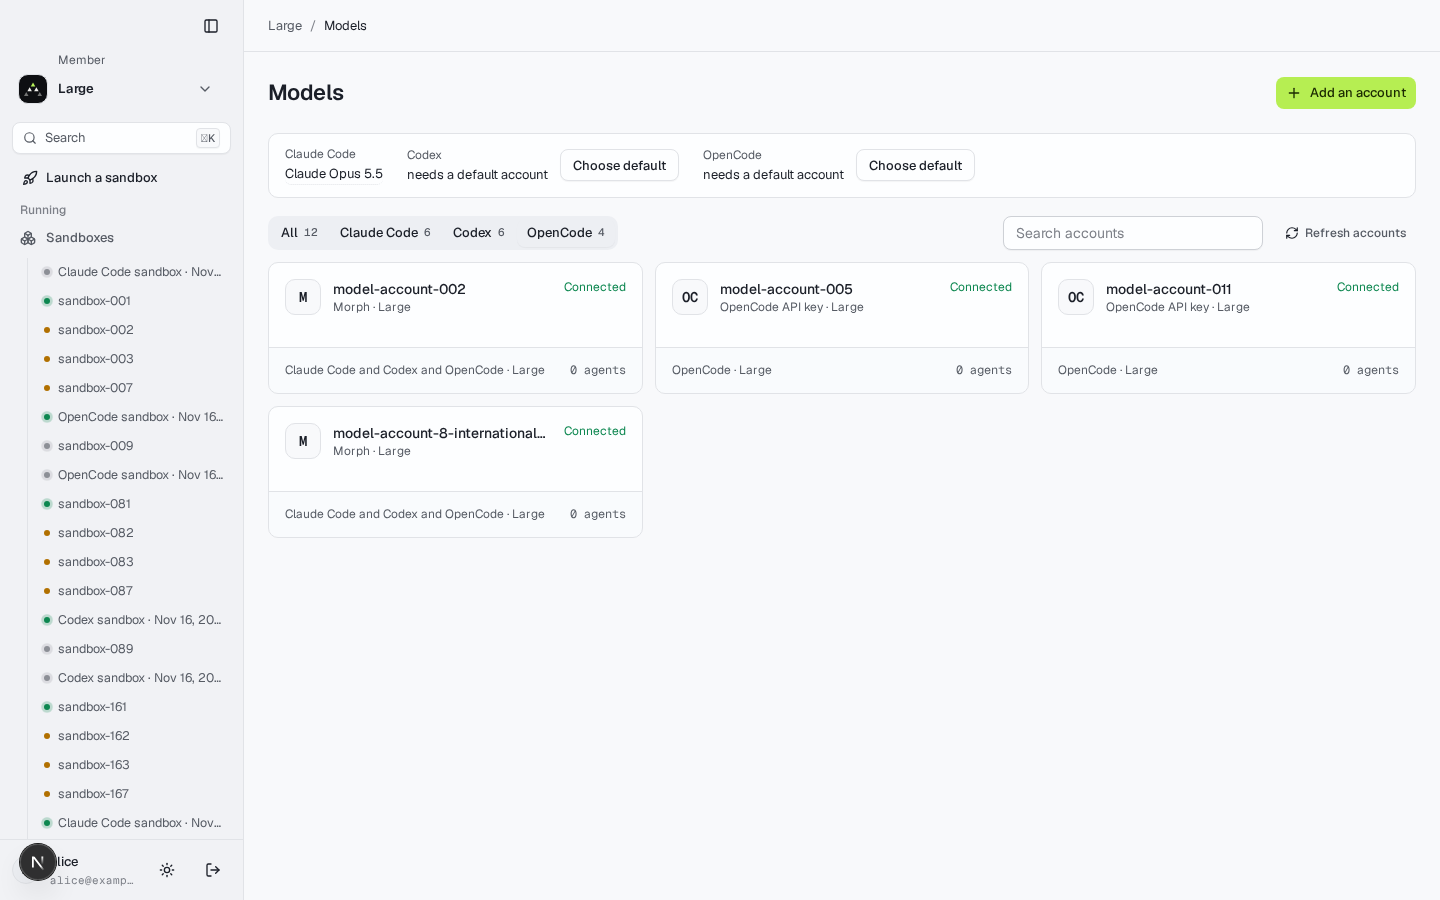 Member
Large
Search
K
Launch a sandbox
Running
Sandboxes
Claude Code sandbox · Nov...
sandbox-001
sandbox-002
sandbox-003
sandbox-007
OpenCode sandbox · Nov 16...
sandbox-009
OpenCode sandbox · Nov 16...
sandbox-081
sandbox-082
sandbox-083
sandbox-087
Codex sandbox · Nov 16, 20...
sandbox-089
Codex sandbox · Nov 16, 20...
sandbox-161
sandbox-162
sandbox-163
sandbox-167
Claude Code sandbox · Nov...
N
lice
alice@examp...
Large / Models
Models
Add an account
Claude Code
Claude Opus 5.5
Codex
needs a default account
Choose default
OpenCode
needs a default account
Choose default
All 12
Claude Code 6
Codex 6
OpenCode 4
Search accounts
Refresh accounts
M
model-account-002
Connected
Morph · Large
Claude Code and Codex and OpenCode · Large
0 agents
OC
model-account-005
Connected
OpenCode API key · Large
OpenCode · Large
0 agents
OC
model-account-011
Connected
OpenCode API key · Large
OpenCode · Large
0 agents
M
model-account-8-international...
Connected
Morph · Large
Claude Code and Codex and OpenCode · Large
0 agents